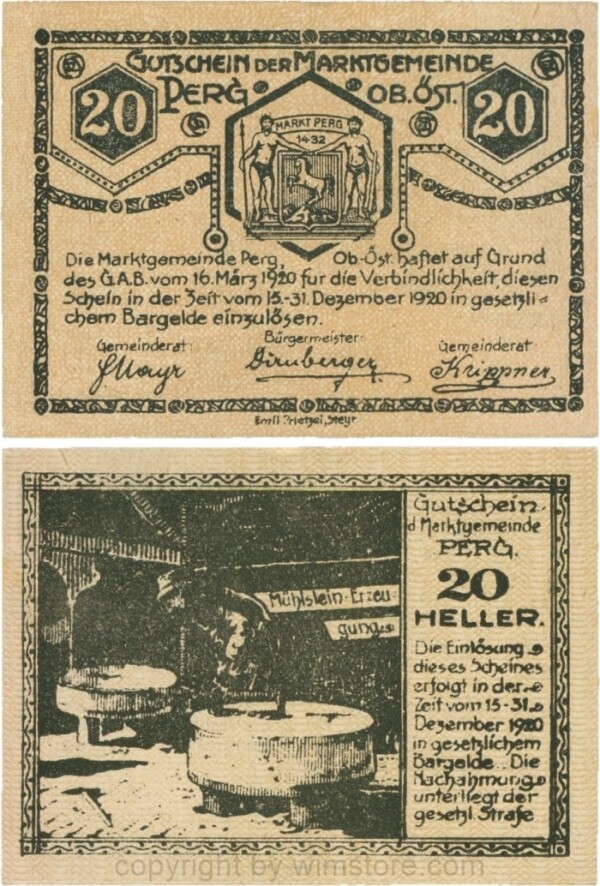 GUTSCHEIN DER MARKTGEMEINDE
20 PERG OB.ÖST. 20
MARKT PERG
1432
Die Marktgemeinde Perg, Ob-Öst. haftet auf Grund
des G.A.B. vom 16. März 1920 für die Verbindlichkeit, diesen
Schein in der Zeit vom 15.-31. Dezember 1920 in gesetzli-
chem Bargelde einzulösen.
Gemeinderat: Bürgermeister: Gemeinderat
Mayr Dirnberger Krippner
Emil Prietzel, Steyr
Gutschein
d Marktgemeinde
PERG.
20
HELLER.
Mühlstein-Erzeu-
gung
Die Einlösung
dieses Scheines
erfolgt in der
Zeit vom 15-31.
Dezember 1920
in gesetzlichem
Bargelde.. Die
Nachahmung
unterliegt der
gesetzl. Strafe
copyright by wimstore.com